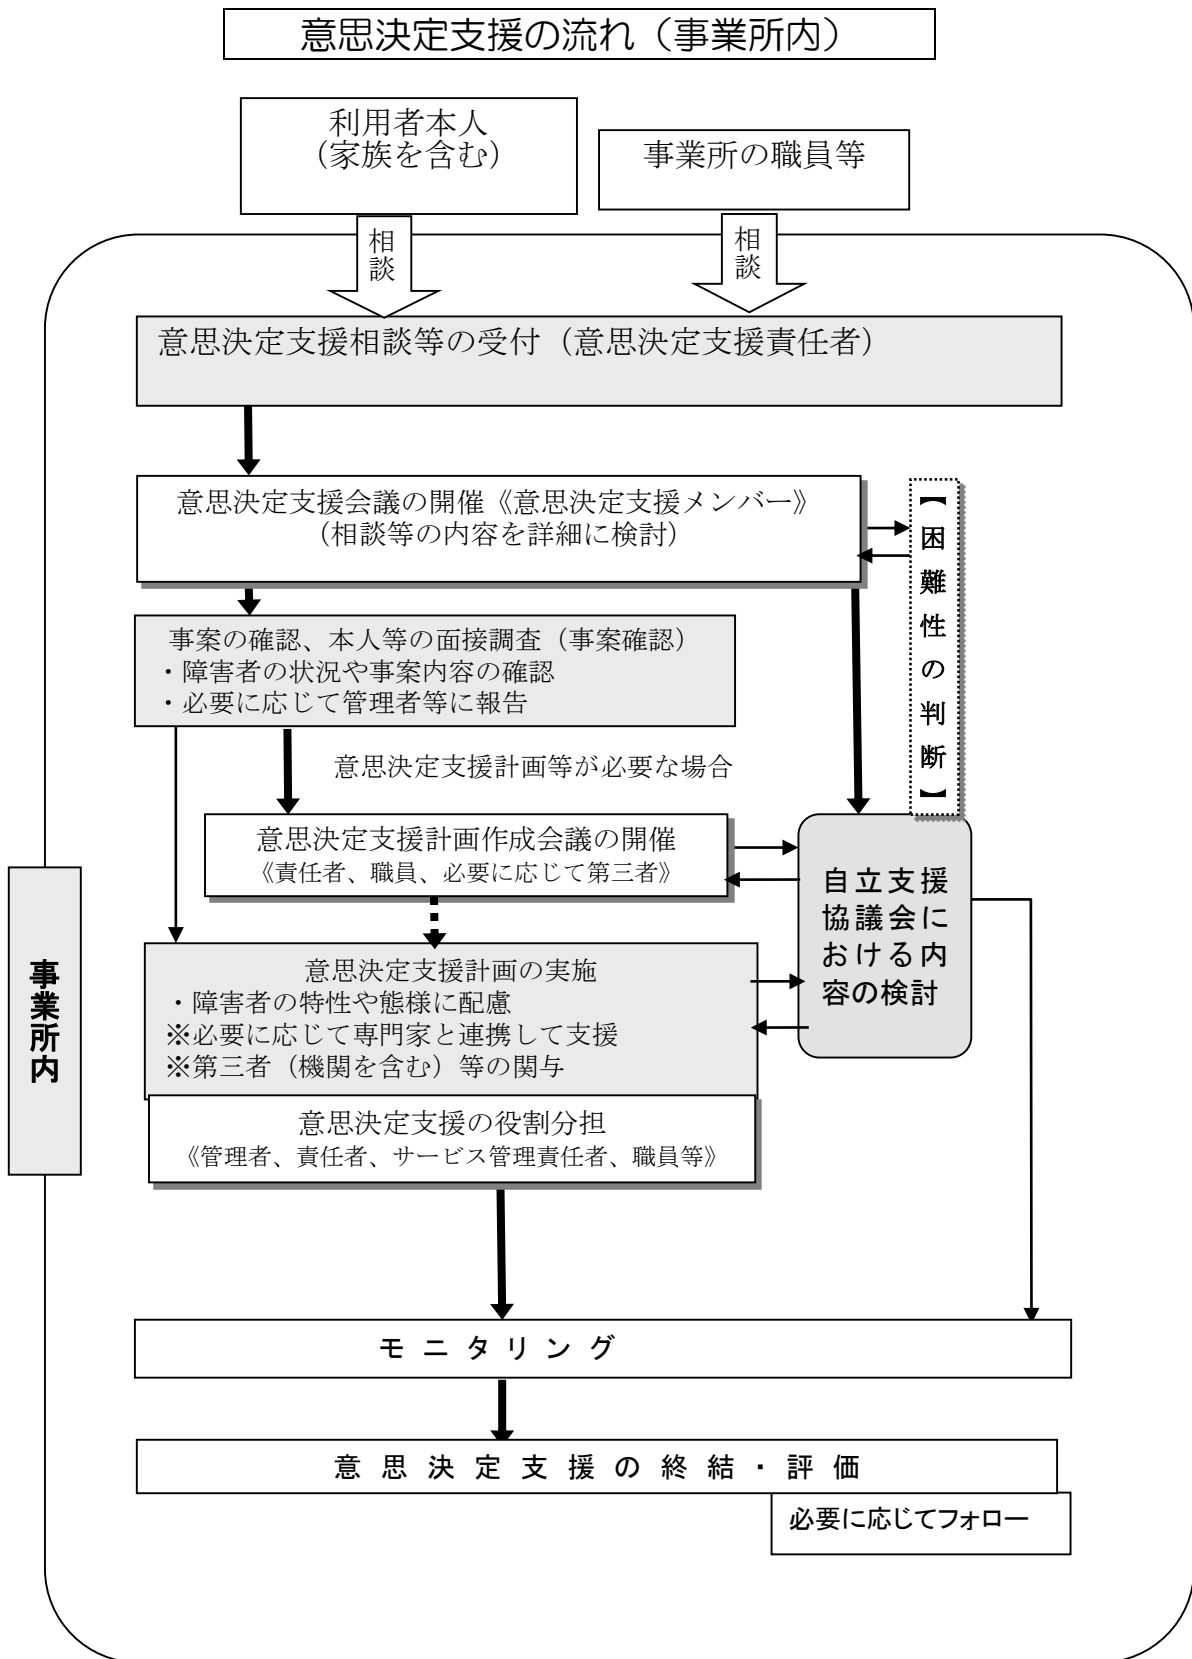 意思決定支援の流れ（事業所内）
利用者本人
（家族を含む）
事業所の職員等
相談
相談
意思決定支援相談等の受付（意思決定支援責任者）
意思決定支援会議の開催《意思決定支援メンバー》
（相談等の内容を詳細に検討）
【困難性の判断】
事案の確認、本人等の面接調査（事案確認）
・障害者の状況や事案内容の確認
・必要に応じて管理者等に報告
意思決定支援計画等が必要な場合
意思決定支援計画作成会議の開催
《責任者、職員、必要に応じて第三者》
自立支援
協議会に
おける内
容の検討
意思決定支援計画の実施
・障害者の特性や態様に配慮
※必要に応じて専門家と連携して支援
※第三者（機関を含む）等の関与
意思決定支援の役割分担
《管理者、責任者、サービス管理責任者、職員等》
事業所内
モニタリング
意思決定支援の終結・評価
必要に応じてフォロー